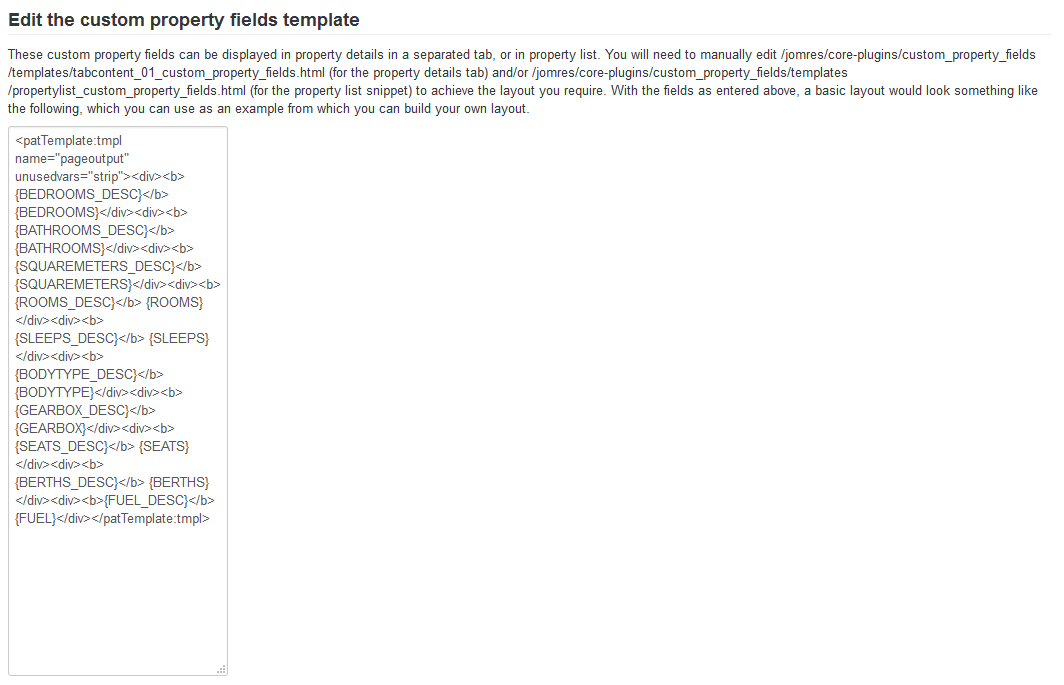 Edit the custom property fields template
These custom property fields can be displayed in property details in a separated tab, or in property list. You will need to manually edit /jomres/core-plugins/custom_property_fields
/templates/tabcontent_01_custom_property_fields.html (for the property details tab) and/or /jomres/core-plugins/custom_property_fields/templates
/propertylist_custom_property_fields.html (for the property list snippet) to achieve the layout you require. With the fields as entered above, a basic layout would look something like
the following, which you can use as an example from which you can build your own layout.
<patTemplate:tmpl
name="pageoutput"
unusedvars="strip"><div><b>
{BEDROOMS_DESC}</b>
{BEDROOMS}</div><div><b>
{BATHROOMS_DESC}</b>
{BATHROOMS}</div><div><b>
{SQUAREMETERS_DESC}</b>
{SQUAREMETERS}</div><div><b>
{ROOMS_DESC}</b> {ROOMS}
</div><div><b>
{SLEEPS_DESC}</b> {SLEEPS}
</div><div><b>
{BODYTYPE_DESC}</b>
{BODYTYPE}</div><div><b>
{GEARBOX_DESC}</b>
{GEARBOX}</div><div><b>
{SEATS_DESC}</b> {SEATS}
</div><div><b>
{BERTHS_DESC}</b> {BERTHS}
</div><div><b>{FUEL_DESC}</b>
{FUEL}</div></patTemplate:tmpl>